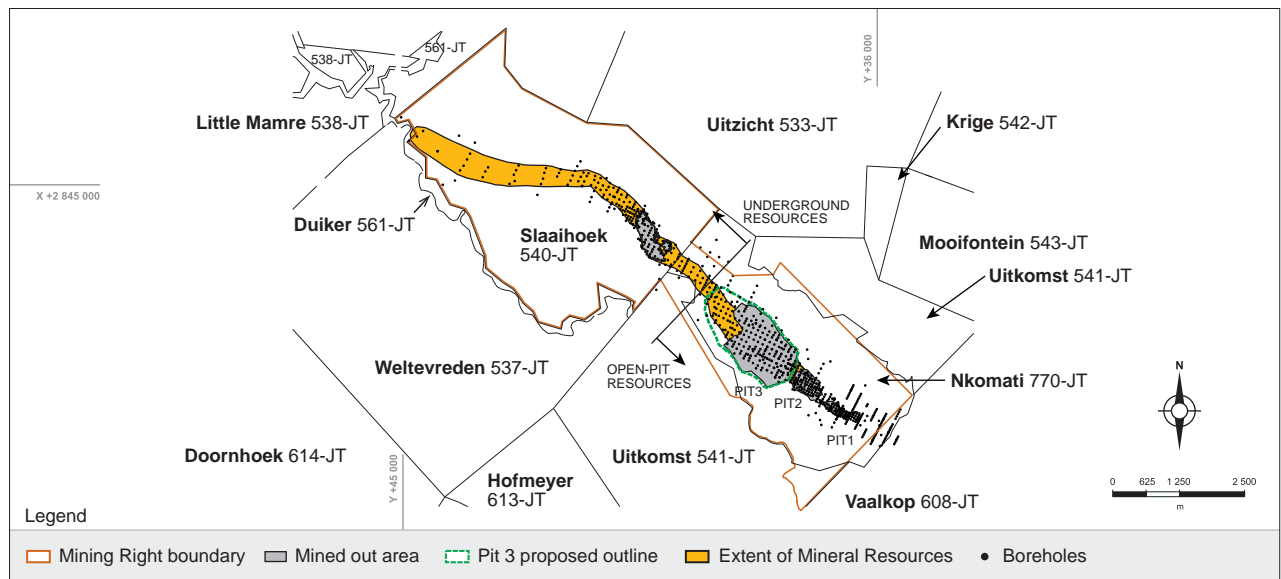 538-JT
561-JT
Y +36 000
Little Mamre 538-JT
Uitzicht 533-JT
Krige 542-JT
X +2 845 000
UNDERGROUND
RESOURCES
Duiker 561-JT
Slaaihoek
540-JT
Mooifontein 543-JT
Uitkomst 541-JT
Weltevreden 537-JT
OPEN-PIT
RESOURCES
PIT3
PIT2
PIT1
Nkomati 770-JT
N
Doornhoek 614-JT
Y +45 000
Hofmeyer
613-JT
Uitkomst 541-JT
Vaalkop 608-JT
0 625 1 250 2 500
m
Legend
Mining Right boundary
Mined out area
Pit 3 proposed outline
Extent of Mineral Resources
Boreholes